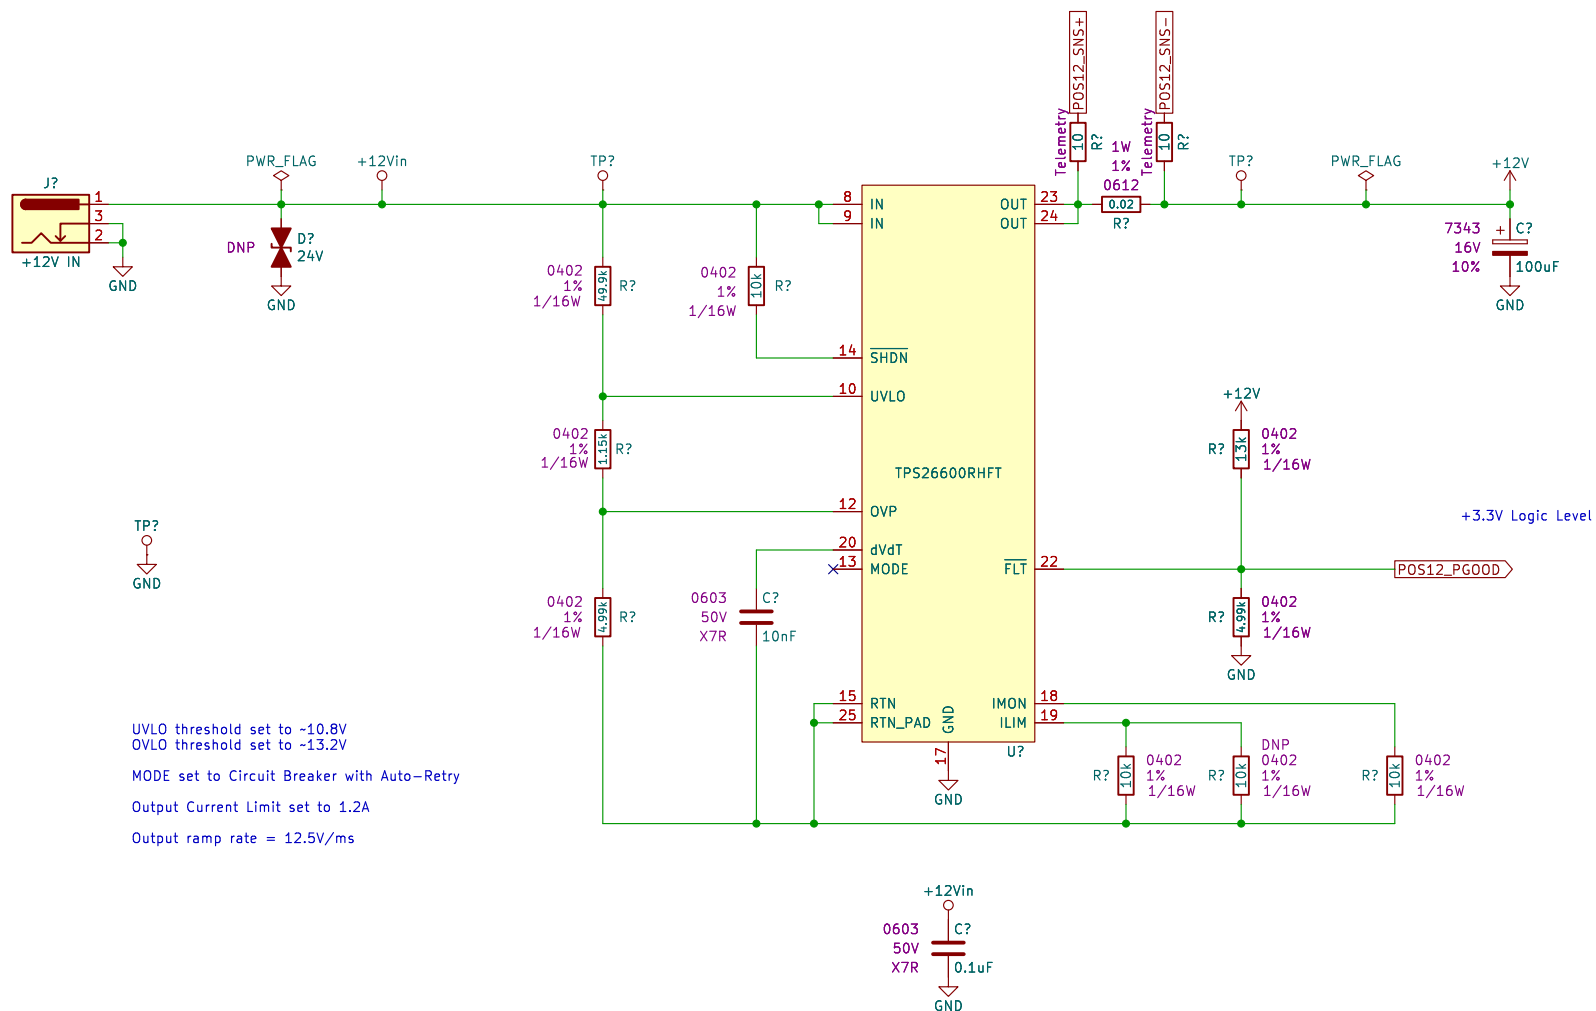 POS12_SNS+
POS12_SNS-
Telemetry
10
R?
Telemetry
10
R?
1W
1%
0612
0.02
R?
PWR_FLAG
+12Vin
TP?
TP?
PWR_FLAG
+12V
J?
1
3
2
+12V IN
GND
DNP
D?
24V
GND
0402
1%
1/16W
49.9k
R?
0402
1%
1/16W
10k
R?
8
IN
9
IN
14
SHDN
10
UVLO
12
OVP
20
dVdT
13
MODE
15
RTN
25
RTN_PAD
TPS26600RHFT
OUT
23
OUT
24
FLT
22
IMON
18
ILIM
19
GND
17
U?
GND
7343
16V
10%
+
C?
100uF
GND
0402
1%
1/16W
1.15k
R?
0402
1%
1/16W
4.99k
R?
0603
50V
X7R
C?
10nF
+12V
R?
13k
0402
1%
1/16W
+3.3V Logic Level
POS12_PGOOD
R?
4.99k
0402
1%
1/16W
GND
TP?
GND
R?
10k
0402
1%
1/16W
R?
10k
DNP
0402
1%
1/16W
R?
10k
0402
1%
1/16W
UVLO threshold set to ~10.8V
OVLO threshold set to ~13.2V
MODE set to Circuit Breaker with Auto-Retry
Output Current Limit set to 1.2A
Output ramp rate = 12.5V/ms
+12Vin
0603
50V
X7R
C?
0.1uF
GND